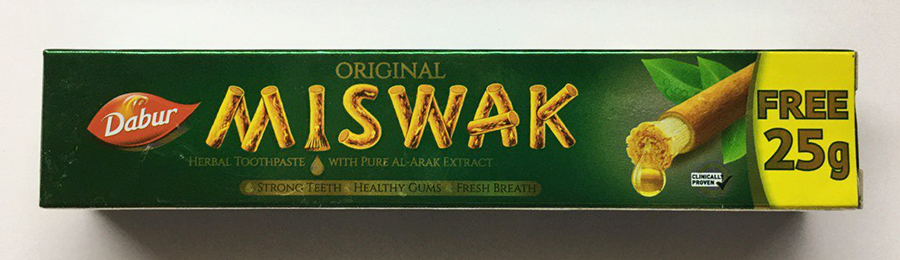 Dabur
ORIGINAL
MISWAK
HERBAL TOOTHPASTE WITH PURE AL-ARAK EXTRACT
STRONG TEETH HEALTHY GUMS FRESH BREATH
CLINICALLY
PROVEN
FREE
25g